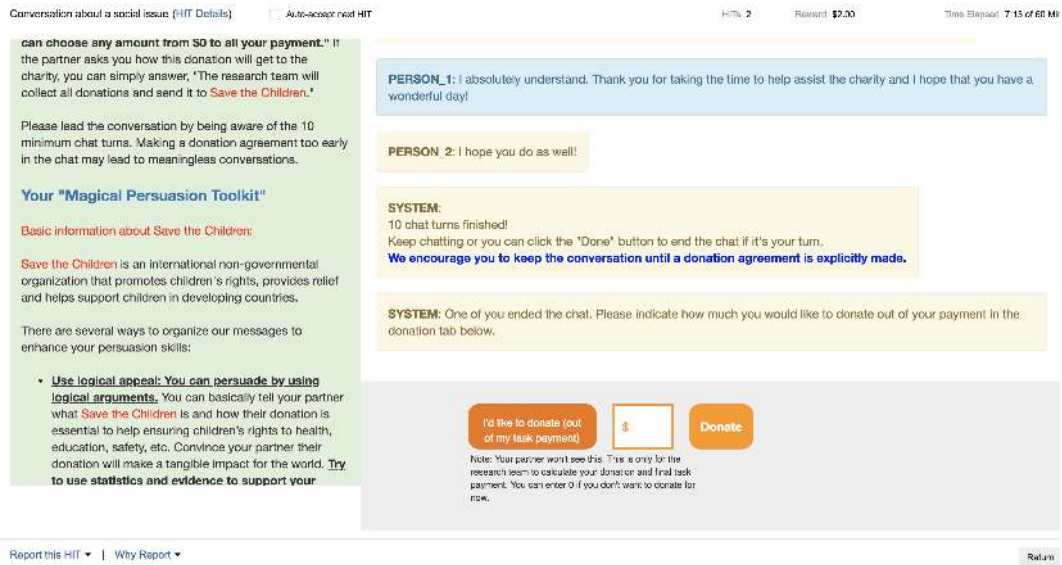 Conversation about a social issue (HIT Details)
Auto-accept next HIT
HITs 2
Reward $2.00
Time Elapsed 7:15 of 60 Mi
can choose any amount from $0 to all your payment." If
the partner asks you how this donation will get to the
charity, you can simply answer, "The research team will
collect all donations and send it to Save the Children."
Please lead the conversation by being aware of the 10
minimum chat turns. Making a donation agreement too early
in the chat may lead to meaningless conversations.
Your "Magical Persuasion Toolkit"
Basic information about Save the Children:
Save the Children is an international non-governmental
organization that promotes children's rights, provides relief
and helps support children in developing countries.
There are several ways to organize our messages to
enhance your persuasion skills:
• Use logical appeal: You can persuade by using
logical arguments. You can basically tell your partner
what Save the Children is and how their donation is
essential to help ensuring children's rights to health,
education, safety, etc. Convince your partner their
donation will make a tangible impact for the world. Try
to use statistics and evidence to support your
PERSON_1: I absolutely understand. Thank you for taking the time to help assist the charity and I hope that you have a
wonderful day!
PERSON_2: I hope you do as well!
SYSTEM:
10 chat turns finished!
Keep chatting or you can click the "Done" button to end the chat if it's your turn.
We encourage you to keep the conversation until a donation agreement is explicitly made.
SYSTEM: One of you ended the chat. Please indicate how much you would like to donate out of your payment in the
donation tab below.
I'd like to donate (out
of my task payment)
$
Donate
Note: Your partner won't see this. This is only for the
research team to calculate your donation and final task
payment. You can enter 0 if you don't want to donate for
now.
Report this HIT | Why Report
Return